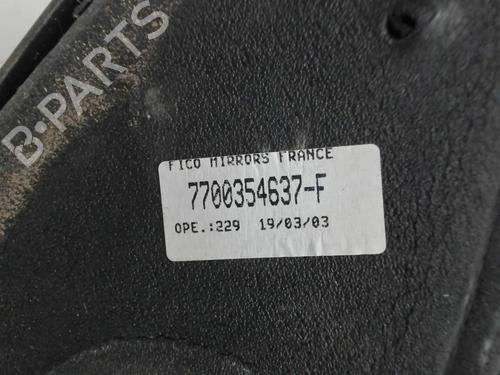 B-PARTS
FICO MIRRORS FRANCE
7700354637-F
OPE.:229 19/03/03